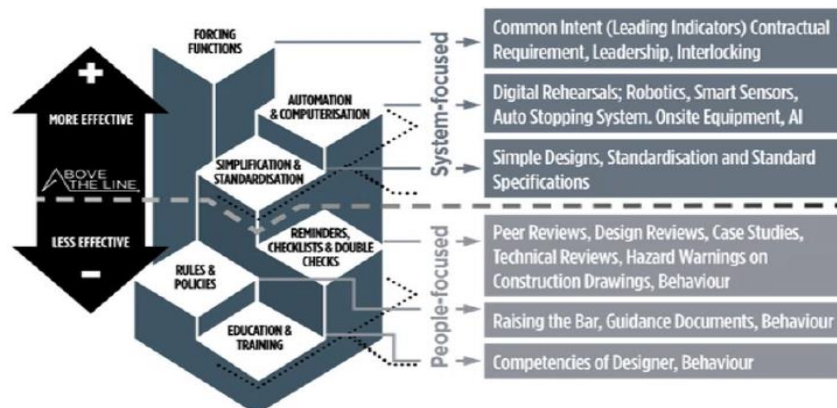 FORCING
FUNCTIONS
+
MORE EFFECTIVE
ABOVE
THE LINE
LESS EFFECTIVE
-
AUTOMATION
& COMPUTERISATION
SIMPLIFICATION &
STANDARDISATION
REMINDERS,
CHECKLISTS & DOUBLE
CHECKS
RULES &
POLICIES
EDUCATION &
TRAINING
System-focused
People-focused
Common Intent (Leading Indicators) Contractual
Requirement, Leadership, Interlocking
Digital Rehearsals; Robotics, Smart Sensors,
Auto Stopping System. Onsite Equipment, AI
Simple Designs, Standardisation and Standard
Specifications
Peer Reviews, Design Reviews, Case Studies,
Technical Reviews, Hazard Warnings on
Construction Drawings, Behaviour
Raising the Bar, Guidance Documents, Behaviour
Competencies of Designer, Behaviour